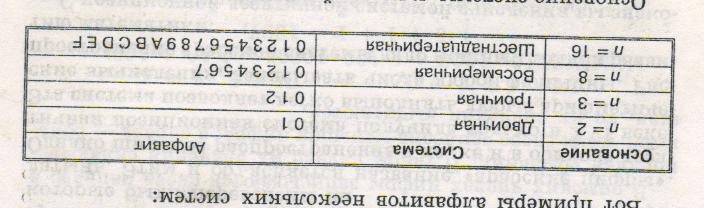 Вот примеры алфавитов нескольких систем:
Основание Система Алфавит
n = 2 Двоичная 0 1
n = 3 Троичная 0 1 2
n = 8 Восьмеричная 0 1 2 3 4 5 6 7
n = 16 Шестнадцатеричная 0 1 2 3 4 5 6 7 8 9 A B C D E F